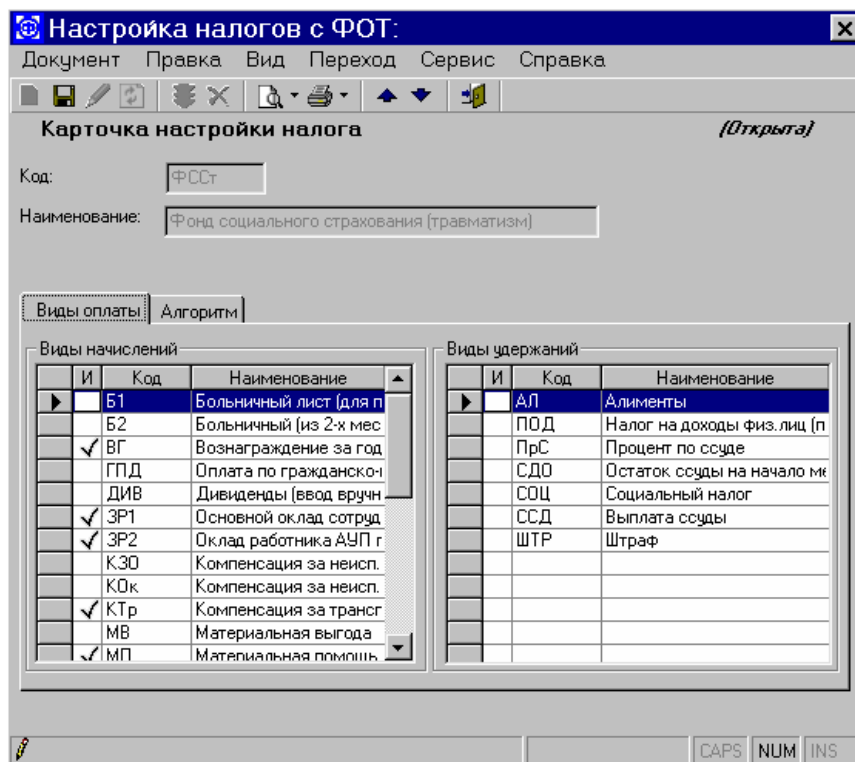 Настройка налогов с ФОТ:
Документ Правка Вид Переход Сервис Справка
Карточка настройки налога (Открыта)
Код: ФССт
Наименование: Фонд социального страхования (травматизм)
Виды оплаты Алгоритм
Виды начислений Виды удержаний
И Код Наименование И Код Наименование
Б1 Больничный лист (для п АЛ Алименты
Б2 Больничный (из 2-х мес ПОД Налог на доходы физ.лиц (п
ВГ Вознаграждение за год ПрС Процент по ссуде
ГПД Оплата по гражданско- СДО Остаток ссуды на начало ме
ДИВ Дивиденды (ввод вручн СОЦ Социальный налог
ЗР1 Основной оклад сотруд ССД Выплата ссуды
ЗР2 Оклад работника АУП г ШТР Штраф
КЗО Компенсация за неисп.
КОк Компенсация за неисп.
КТр Компенсация за трансг
МВ Материальная выгода
МП Материальная помощь
CAPS NUM INS